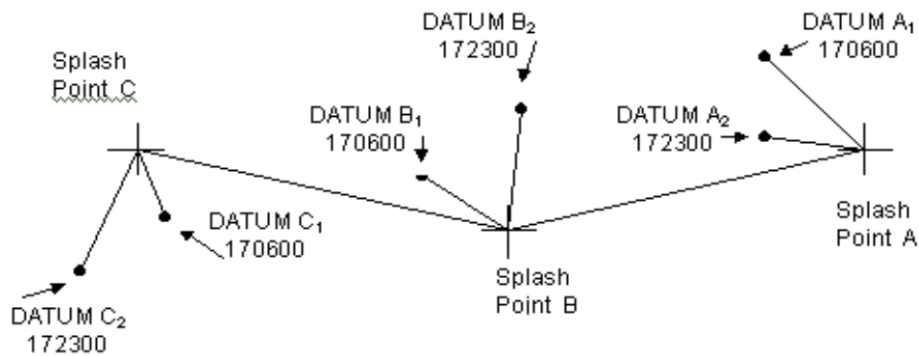 DATUM B₂
172300
DATUM A₁
170600
Splash
Point C
DATUM B₁
170600
DATUM A₂
172300
DATUM C₁
170600
Splash
Point A
Splash
Point B
DATUM C₂
172300